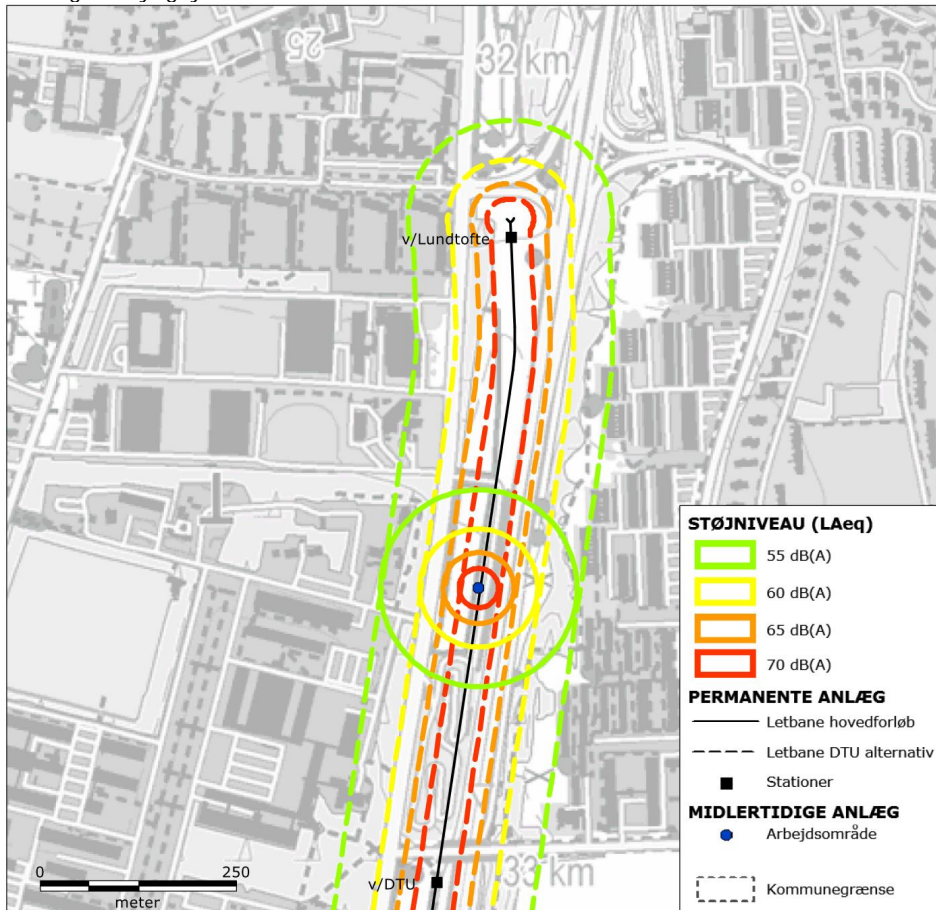 25
32 km
v/Lundtofte
STØJNIVEAU (LAeq)
55 dB(A)
60 dB(A)
65 dB(A)
70 dB(A)
PERMANENTE ANLÆG
Letbane hovedforløb
Letbane DTU alternativ
Stationer
MIDLERTIDIGE ANLÆG
Arbejdsområde
Kommunegrænse
0 250
meter
v/DTU
33 km